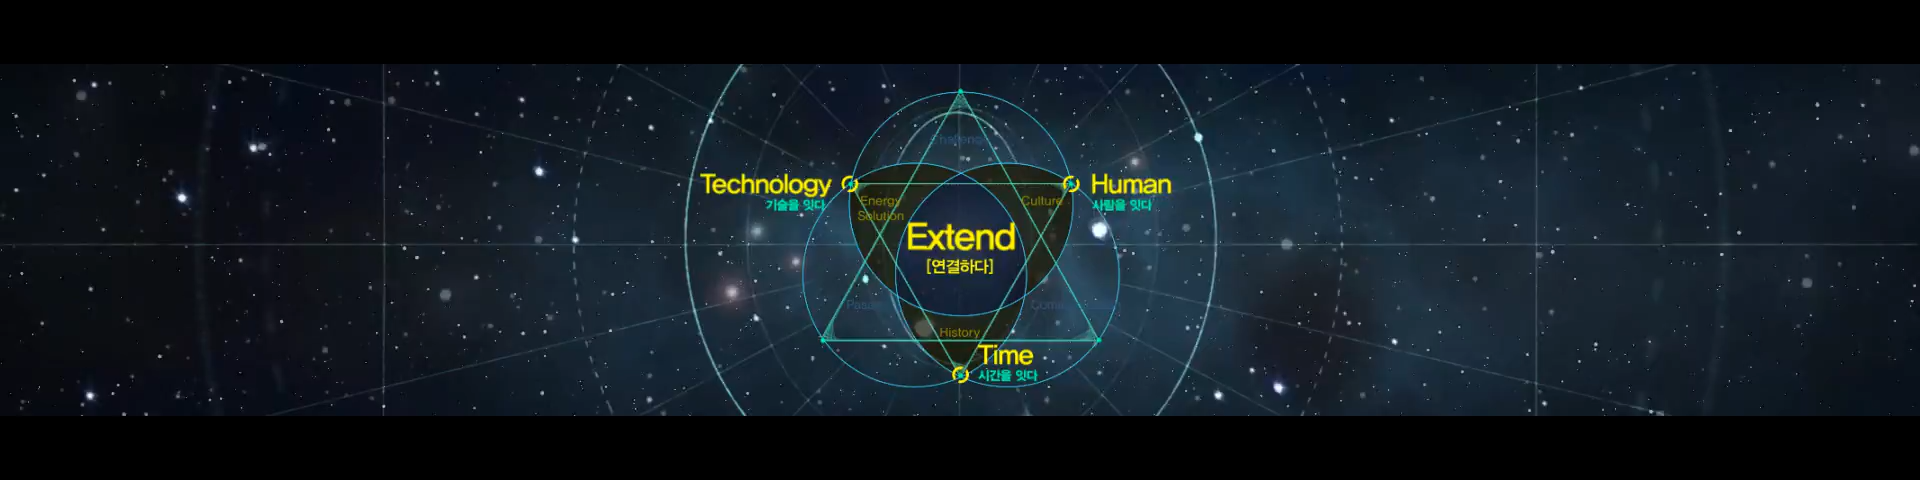 Technology
기술을 잇다
Human
사람을 잇다
Energy
Solution
Culture
Extend
[연결하다]
History
Time
시간을 잇다